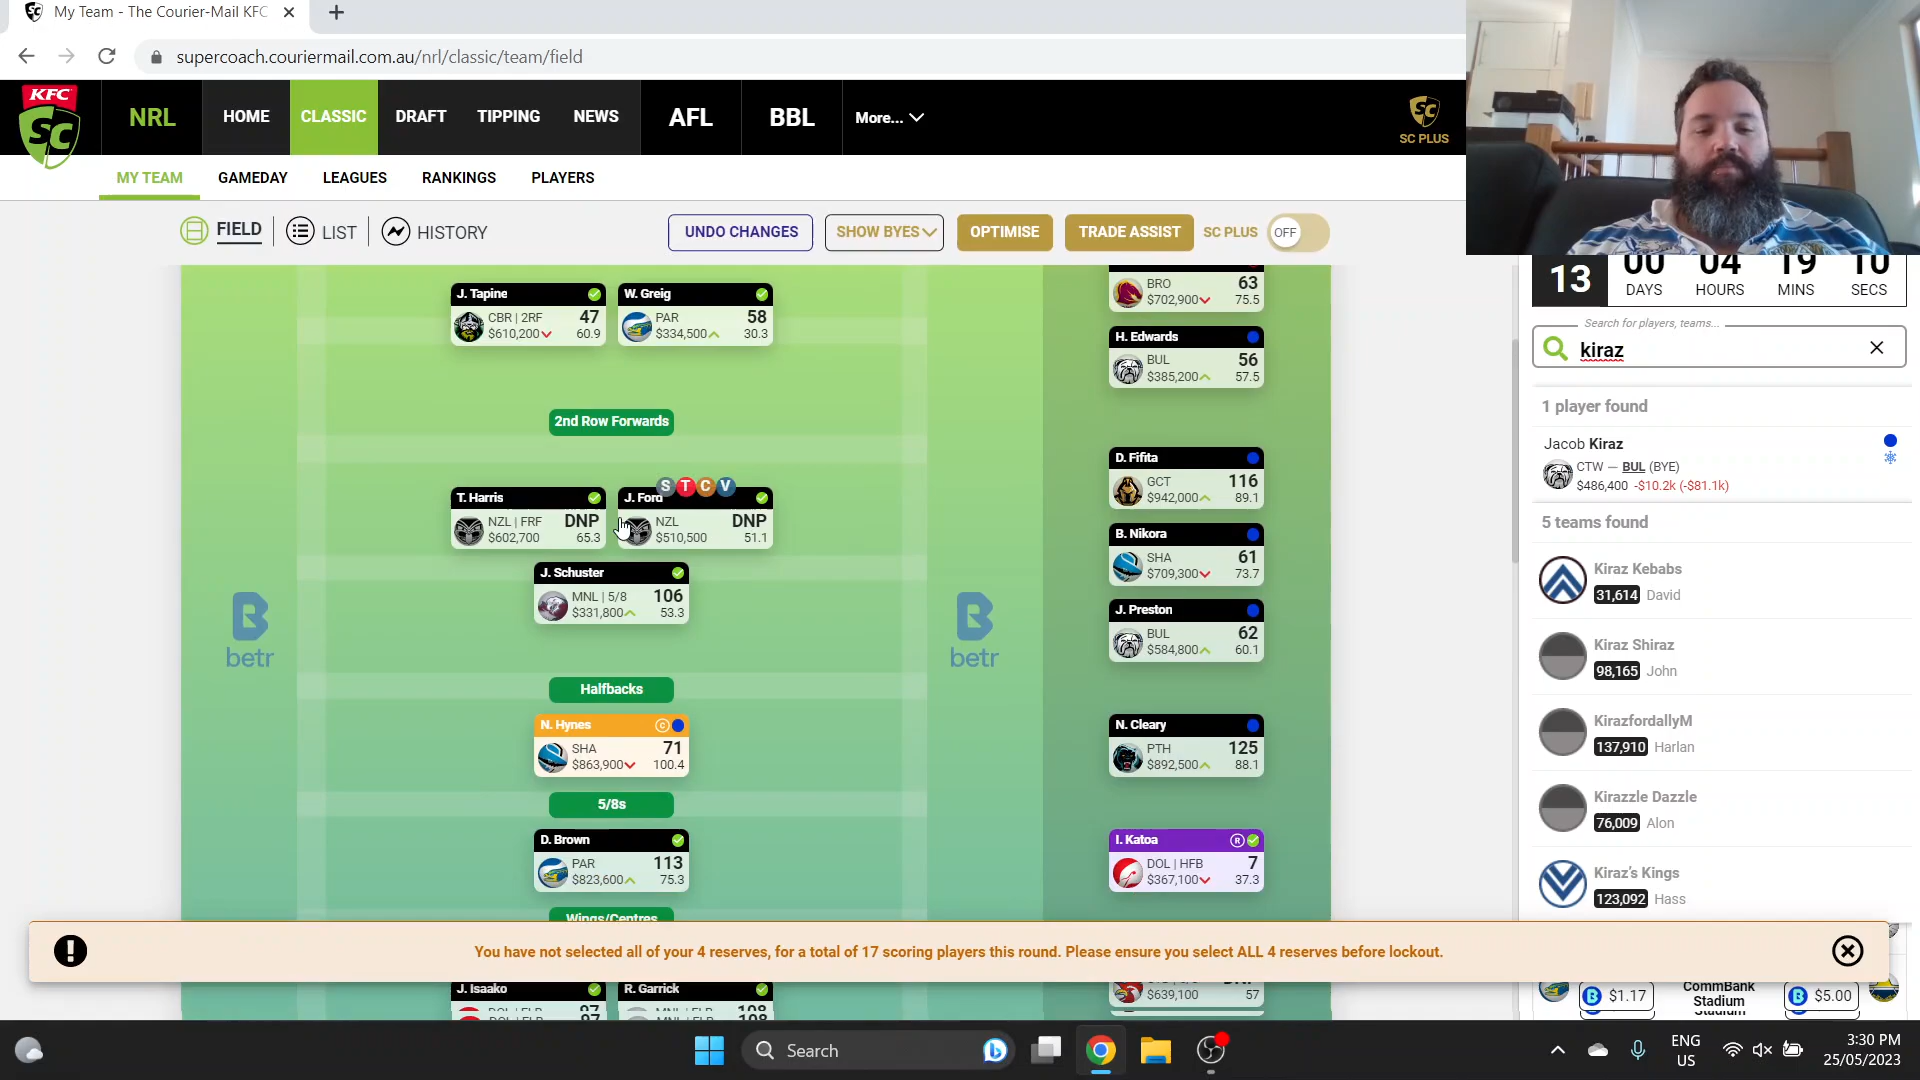 My Team - The Courier-Mail KFC
supercoach.couriermail.com.au/nrl/classic/team/field
KFC
SC
NRL
HOME
CLASSIC
DRAFT
TIPPING
NEWS
AFL
BBL
More...
SC
SC PLUS
MY TEAM
GAMEDAY
LEAGUES
RANKINGS
PLAYERS
FIELD
LIST
HISTORY
UNDO CHANGES
SHOW BYES
OPTIMISE
TRADE ASSIST
SC PLUS
OFF
J. Tapine
CBR | 2RF
47
$610,200
60.9
W. Greig
PAR
58
$334,500
30.3
BRO
63
$702,900
75.5
H. Edwards
BUL
56
$385,200
57.5
2nd Row Forwards
T. Harris
NZL | FRF
DNP
$602,700
65.3
S T C V
J. Ford
NZL
DNP
$510,500
51.1
D. Fifita
GCT
116
$942,000
89.1
B. Nikora
SHA
61
$709,300
73.7
J. Schuster
MNL | 5/8
106
$331,800
53.3
J. Preston
BUL
62
$584,800
60.1
betr
betr
Halfbacks
N. Hynes
C
SHA
71
$863,900
100.4
N. Cleary
PTH
125
$892,500
88.1
5/8s
D. Brown
PAR
113
$823,600
75.3
I. Katoa
R
DOL | HFB
7
$367,100
37.3
Wings/Centres
You have not selected all of your 4 reserves, for a total of 17 scoring players this round. Please ensure you select ALL 4 reserves before lockout.
J. Isaako
R. Garrick
$639,100
57
13
00
04
19
10
DAYS
HOURS
MINS
SECS
Search for players, teams...
kiraz
1 player found
Jacob Kiraz
CTW — BUL (BYE)
$486,400 -$10.2k (-$81.1k)
5 teams found
Kiraz Kebabs
31,614 David
Kiraz Shiraz
98,165 John
KirazfordallyM
137,910 Harlan
Kirazzle Dazzle
76,009 Alon
Kiraz's Kings
123,092 Hass
$1.17
CommBank
Stadium
$5.00
Search
ENG
US
3:30 PM
25/05/2023